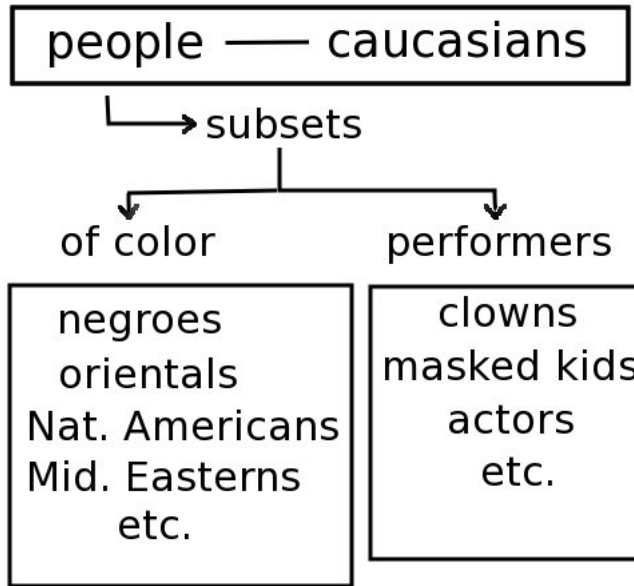 people — caucasians
subsets
of color
negroes
orientals
Nat. Americans
Mid. Easterns
etc.
performers
clowns
masked kids
actors
etc.